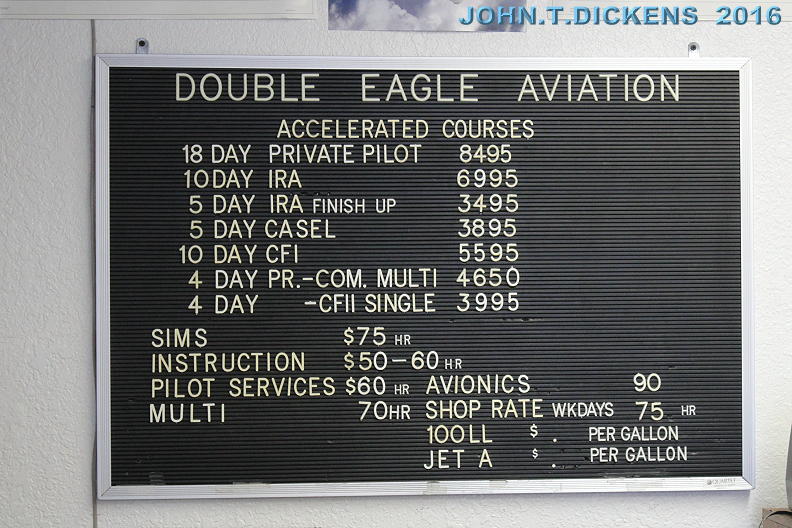 JOHN.T.DICKENS 2016
DOUBLE EAGLE AVIATION
ACCELERATED COURSES
18 DAY PRIVATE PILOT 8495
10 DAY IRA 6995
5 DAY IRA FINISH UP 3495
5 DAY CASEL 3895
10 DAY CFI 5595
4 DAY PR.-COM. MULTI 4650
4 DAY -CFII SINGLE 3995
SIMS $75 HR
INSTRUCTION $50-60 HR
PILOT SERVICES $60 HR AVIONICS 90
MULTI 70HR SHOP RATE WKDAYS 75 HR
100LL $ . PER GALLON
JET A $ . PER GALLON
QUARTET